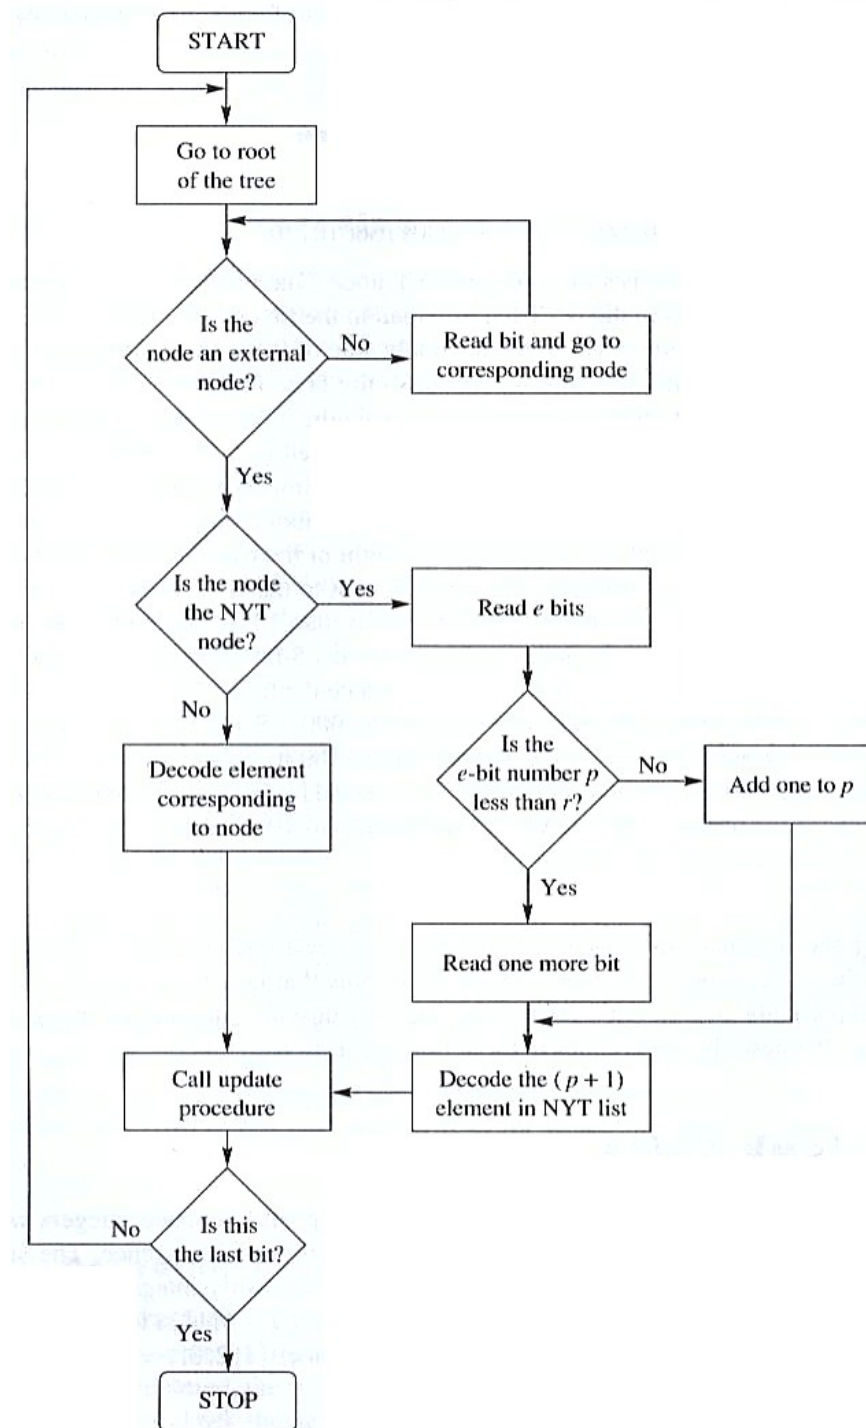 START
Go to root
of the tree
Is the
node an external
node?
No
Read bit and go to
corresponding node
Yes
Is the node
the NYT
node?
Yes
Read e bits
No
Is the
e-bit number p
less than r?
No
Add one to p
Decode element
corresponding
to node
Yes
Read one more bit
Call update
procedure
Decode the (p + 1)
element in NYT list
Is this
the last bit?
No
Yes
STOP